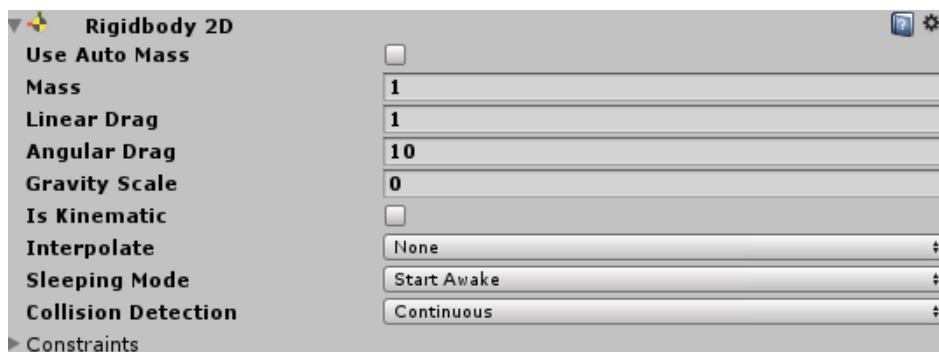 Rigidbody 2D
Use Auto Mass
Mass 1
Linear Drag 1
Angular Drag 10
Gravity Scale 0
Is Kinematic
Interpolate None
Sleeping Mode Start Awake
Collision Detection Continuous
Constraints